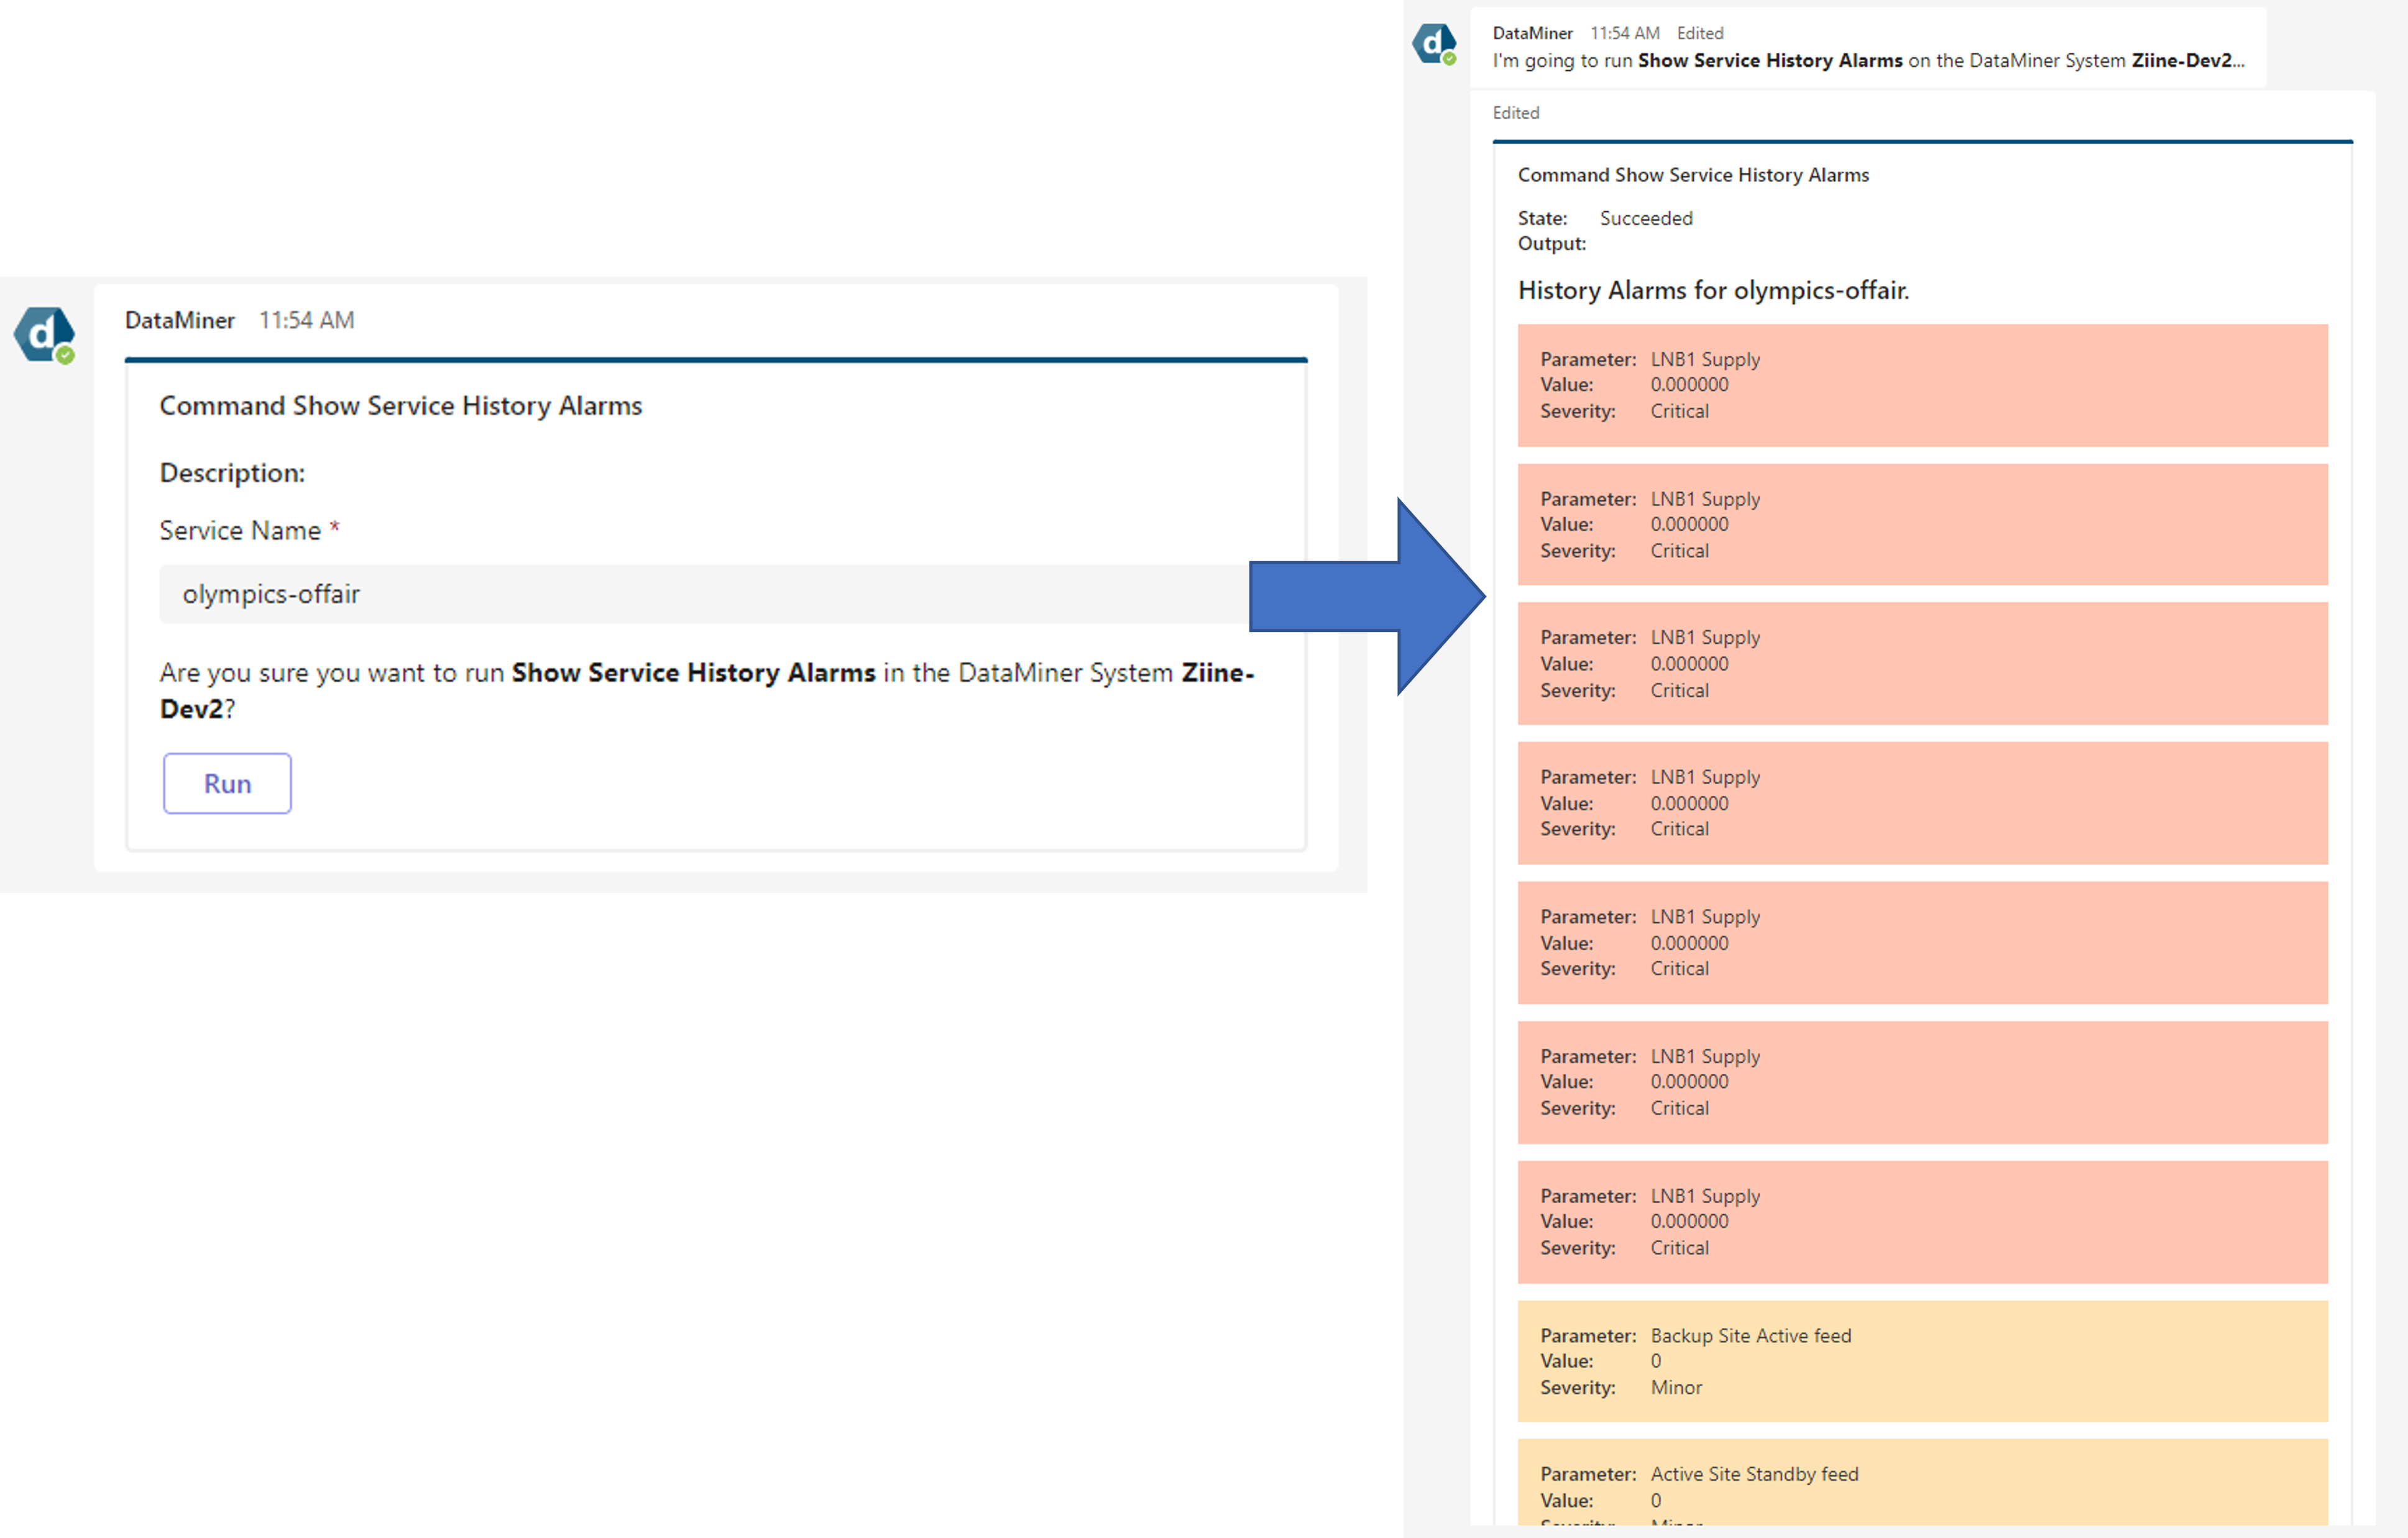 d
DataMiner 11:54 AM
Command Show Service History Alarms
Description:
Service Name *
olympics-offair
Are you sure you want to run Show Service History Alarms in the DataMiner System Ziine-
Dev2?
Run
d
DataMiner 11:54 AM Edited
I'm going to run Show Service History Alarms on the DataMiner System Ziine-Dev2...
Edited
Command Show Service History Alarms
State: Succeeded
Output:
History Alarms for olympics-offair.
Parameter: LNB1 Supply
Value: 0.000000
Severity: Critical
Parameter: LNB1 Supply
Value: 0.000000
Severity: Critical
Parameter: LNB1 Supply
Value: 0.000000
Severity: Critical
Parameter: LNB1 Supply
Value: 0.000000
Severity: Critical
Parameter: LNB1 Supply
Value: 0.000000
Severity: Critical
Parameter: LNB1 Supply
Value: 0.000000
Severity: Critical
Parameter: LNB1 Supply
Value: 0.000000
Severity: Critical
Parameter: Backup Site Active feed
Value: 0
Severity: Minor
Parameter: Active Site Standby feed
Value: 0
Severity: Minor